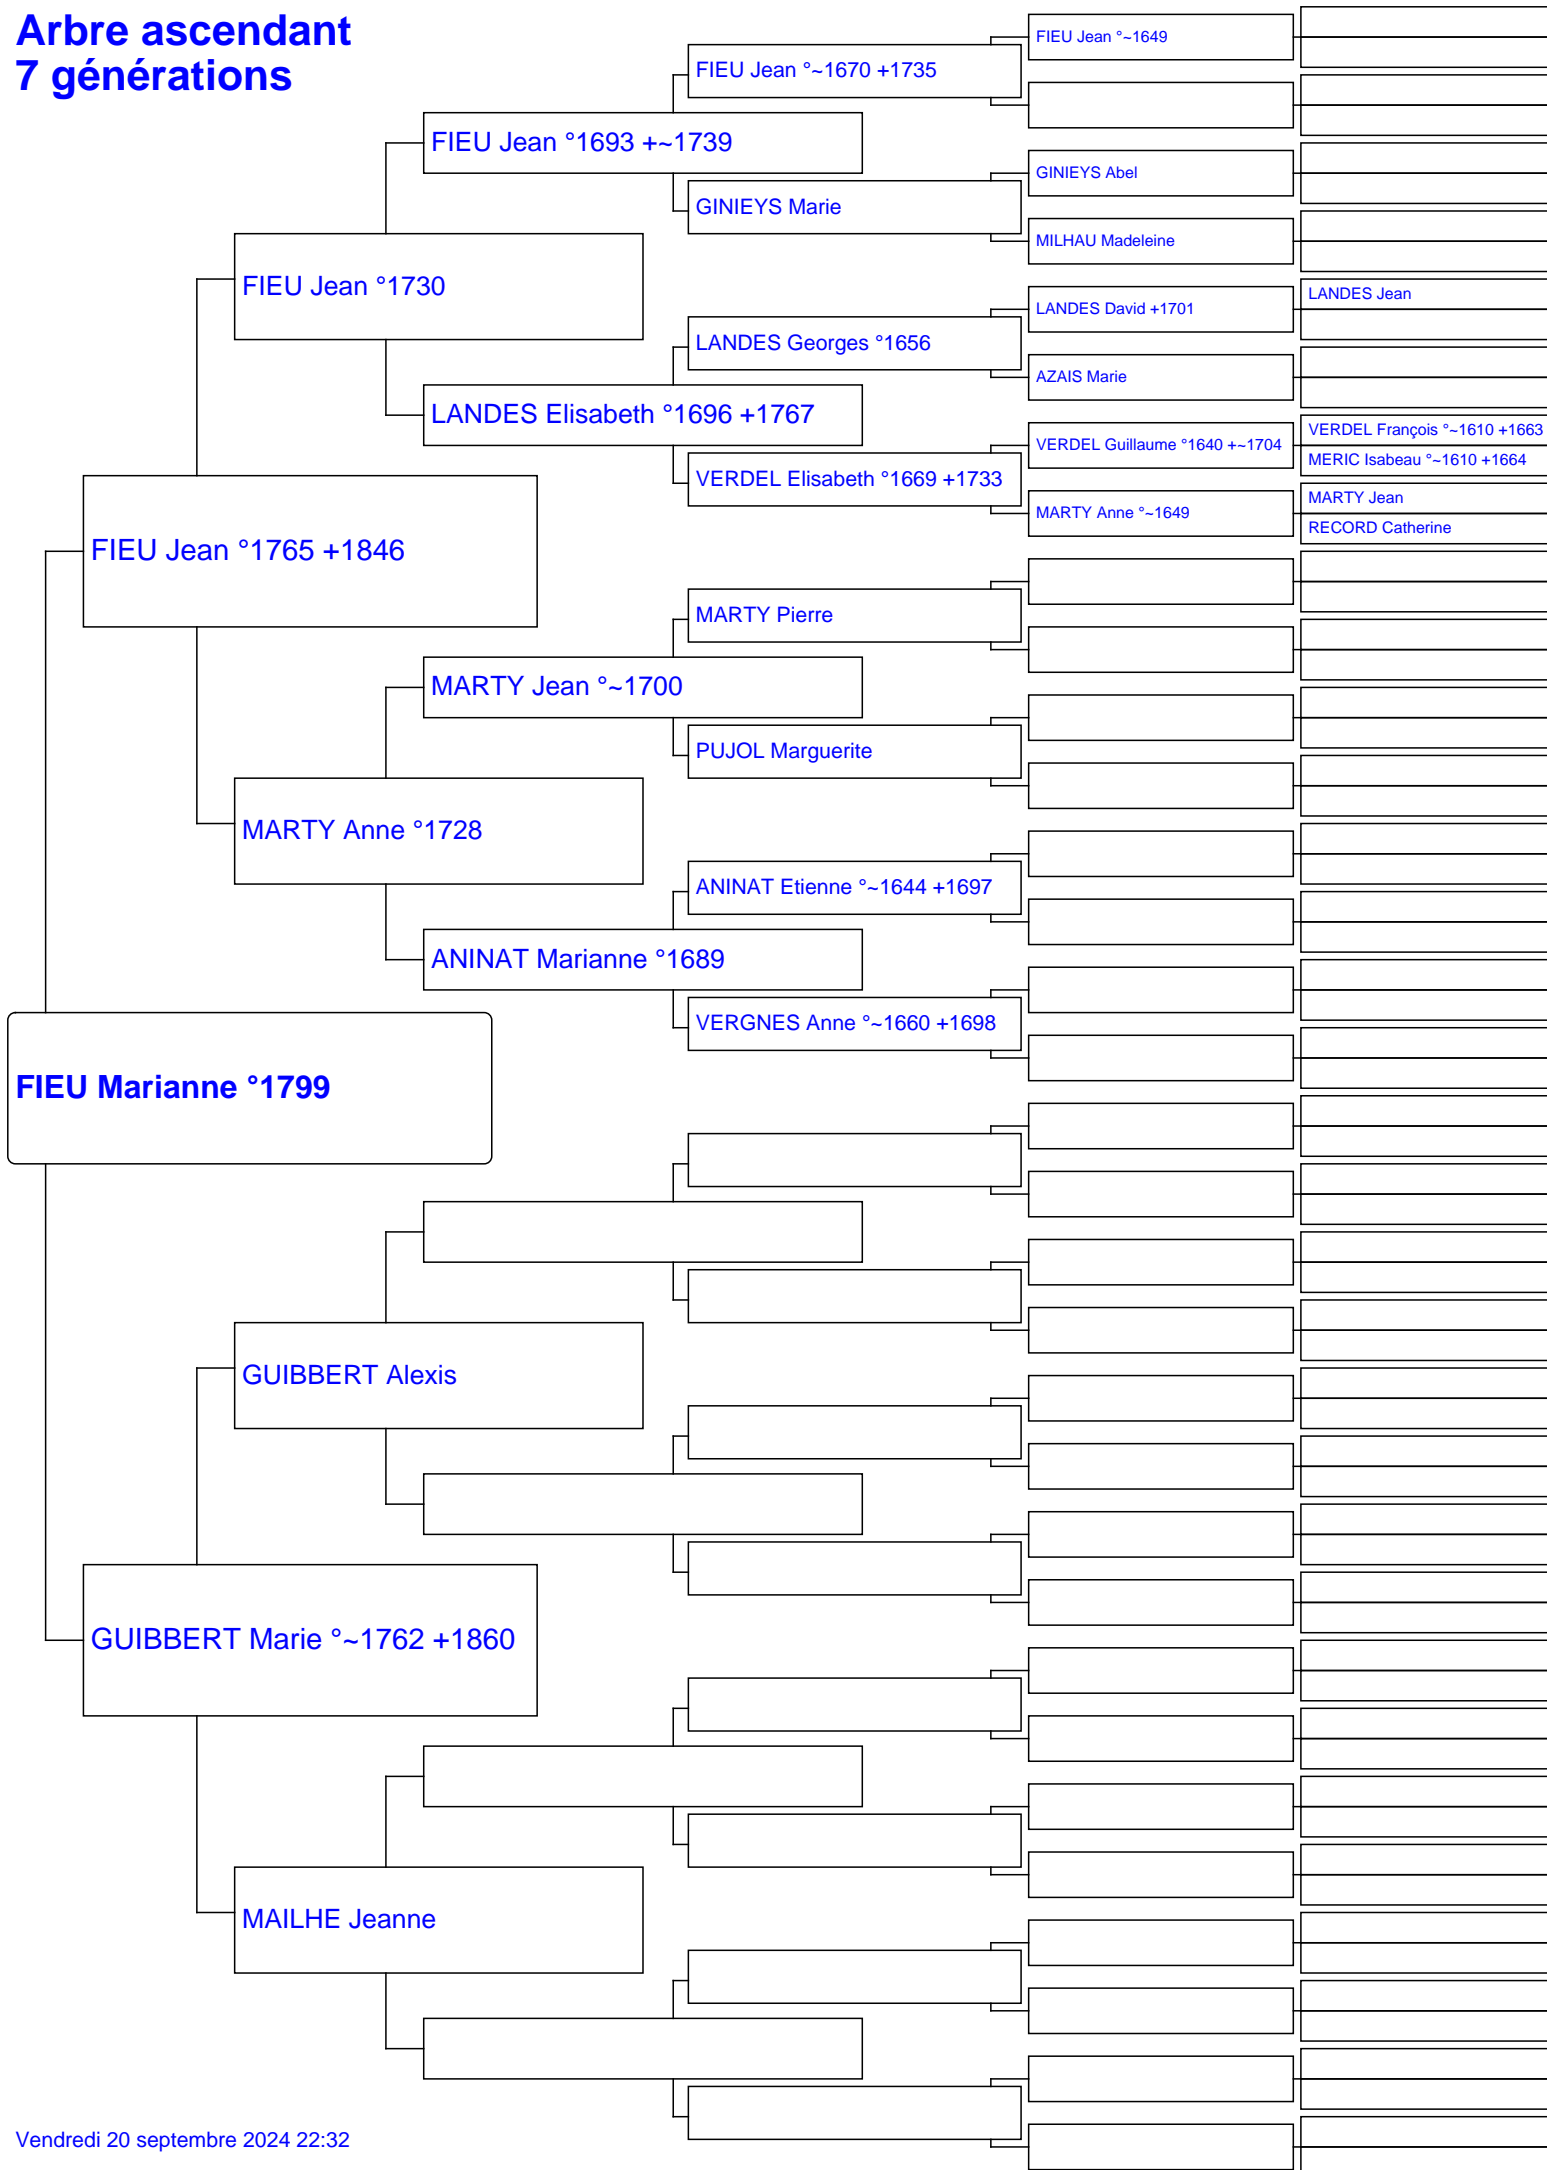 Arbre ascendant
7 générations
FIEU Jean °~1649
FIEU Jean °~1670 +1735
FIEU Jean °1693 +~1739
GINIEYS Abel
GINIEYS Marie
MILHAU Madeleine
FIEU Jean °1730
LANDES Jean
LANDES David +1701
LANDES Georges °1656
AZAIS Marie
LANDES Elisabeth °1696 +1767
VERDEL François °~1610 +1663
VERDEL Guillaume °1640 +~1704
MERIC Isabeau °~1610 +1664
VERDEL Elisabeth °1669 +1733
MARTY Jean
MARTY Anne °~1649
RECORD Catherine
FIEU Jean °1765 +1846
MARTY Pierre
MARTY Jean °~1700
PUJOL Marguerite
MARTY Anne °1728
ANINAT Etienne °~1644 +1697
ANINAT Marianne °1689
VERGNES Anne °~1660 +1698
FIEU Marianne °1799
GUIBBERT Alexis
GUIBBERT Marie °~1762 +1860
MAILHE Jeanne
Vendredi 20 septembre 2024 22:32